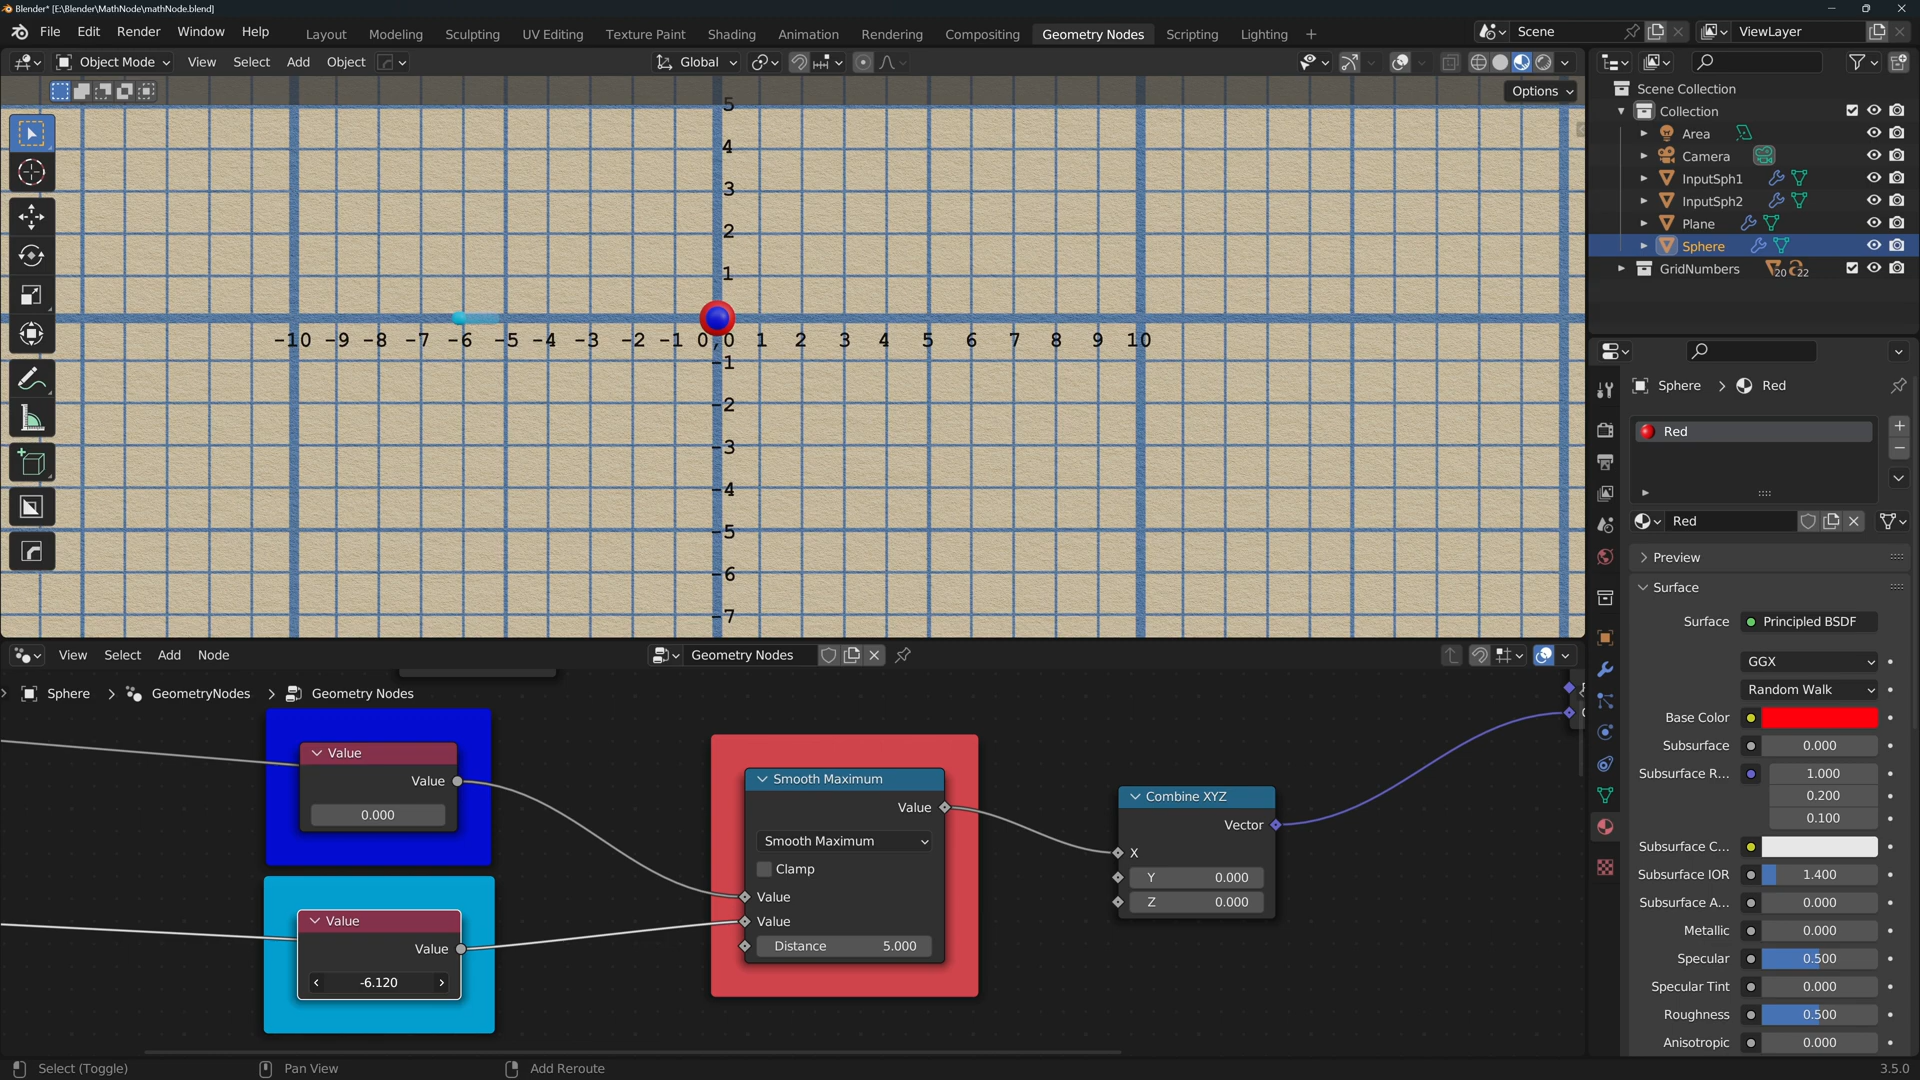 Blender* [E:\Blender\MathNode\mathNode.blend]
File Edit Render Window Help
Layout Modeling Sculpting UV Editing Texture Paint Shading Animation Rendering Compositing Geometry Nodes Scripting Lighting +
Scene
ViewLayer
Object Mode View Select Add Object
Global
Options
5
4
3
2
1
-10 -9 -8 -7 -6 -5 -4 -3 -2 -1 0,0 1 2 3 4 5 6 7 8 9 10
-1
-2
-3
-4
-5
-6
-7
Scene Collection
Collection
Area
Camera
InputSph1
InputSph2
Plane
Sphere
GridNumbers 20 22
Sphere > Red
Red
Red
Preview
Surface
Surface Principled BSDF
GGX
Random Walk
Base Color
Subsurface 0.000
Subsurface R... 1.000
0.200
0.100
Subsurface C...
Subsurface IOR 1.400
Subsurface A... 0.000
Metallic 0.000
Specular 0.500
Specular Tint 0.000
Roughness 0.500
Anisotropic 0.000
View Select Add Node
Geometry Nodes
Sphere > GeometryNodes > Geometry Nodes
Value
Value
0.000
Value
Value
-6.120
Smooth Maximum
Value
Smooth Maximum
Clamp
Value
Value
Distance 5.000
Combine XYZ
Vector
X
Y 0.000
Z 0.000
Select (Toggle) Pan View Add Reroute 3.5.0